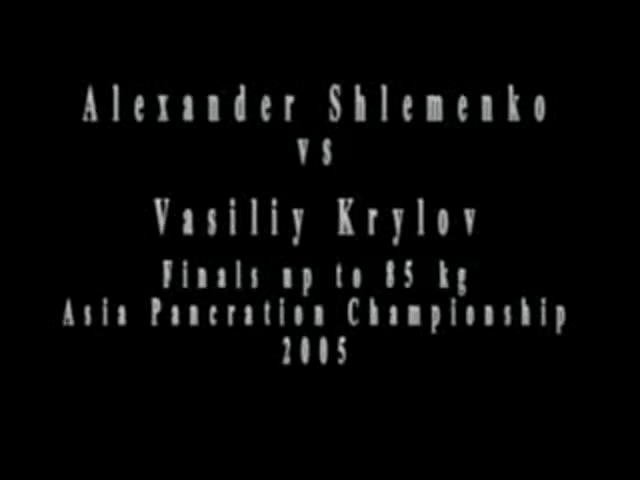 Alexander Shlemenko
vs
Vasiliy Krylov
Finals up to 85 kg
Asia Pancration Championship
2005